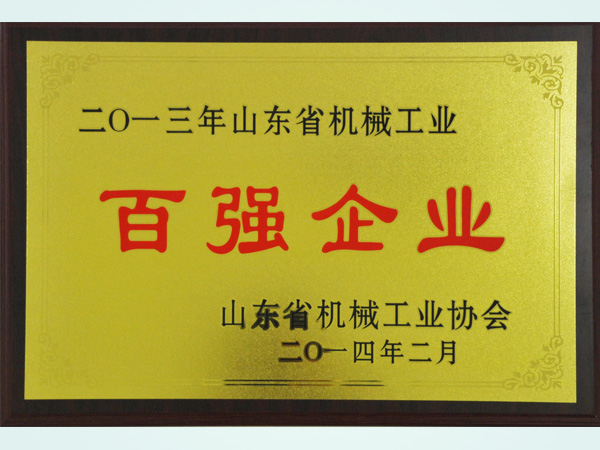 二〇一三年山东省机械工业
百强企业
山东省机械工业协会
二〇一四年二月